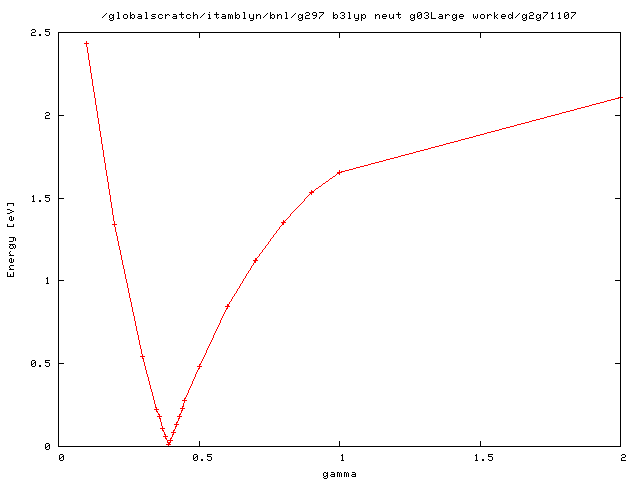 /globalscratch/itamblyn/bnl/g297 b3lyp neut g03Large worked/g2g71107
2.5
2
1.5
1
0.5
0
Energy [eV]
0 0.5 1 1.5 2
gamma